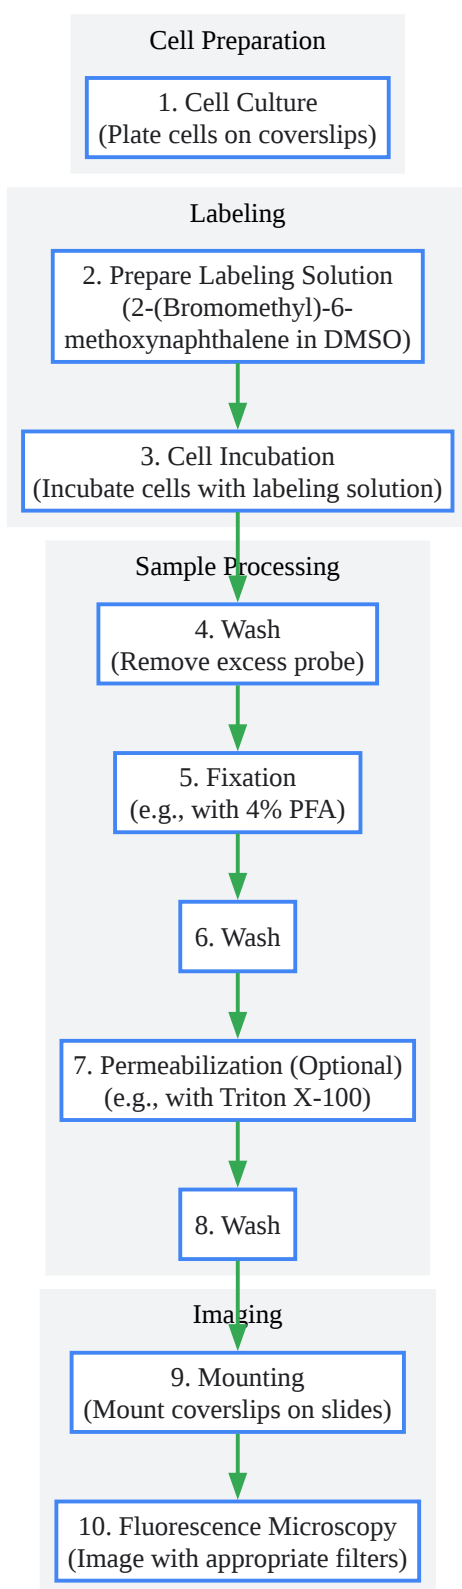 Cell Preparation
1. Cell Culture
(Plate cells on coverslips)
Labeling
2. Prepare Labeling Solution
(2-(Bromomethyl)-6-
methoxynaphthalene in DMSO)
3. Cell Incubation
(Incubate cells with labeling solution)
Sample Processing
4. Wash
(Remove excess probe)
5. Fixation
(e.g., with 4% PFA)
6. Wash
7. Permeabilization (Optional)
(e.g., with Triton X-100)
8. Wash
Imaging
9. Mounting
(Mount coverslips on slides)
10. Fluorescence Microscopy
(Image with appropriate filters)